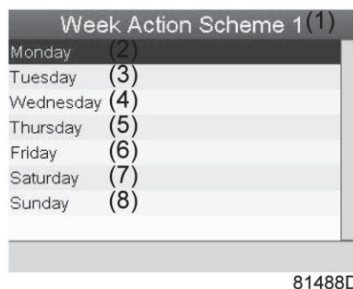 Week Action Scheme 1(1)
Monday (2)
Tuesday (3)
Wednesday (4)
Thursday (5)
Friday (6)
Saturday (7)
Sunday (8)
81488D